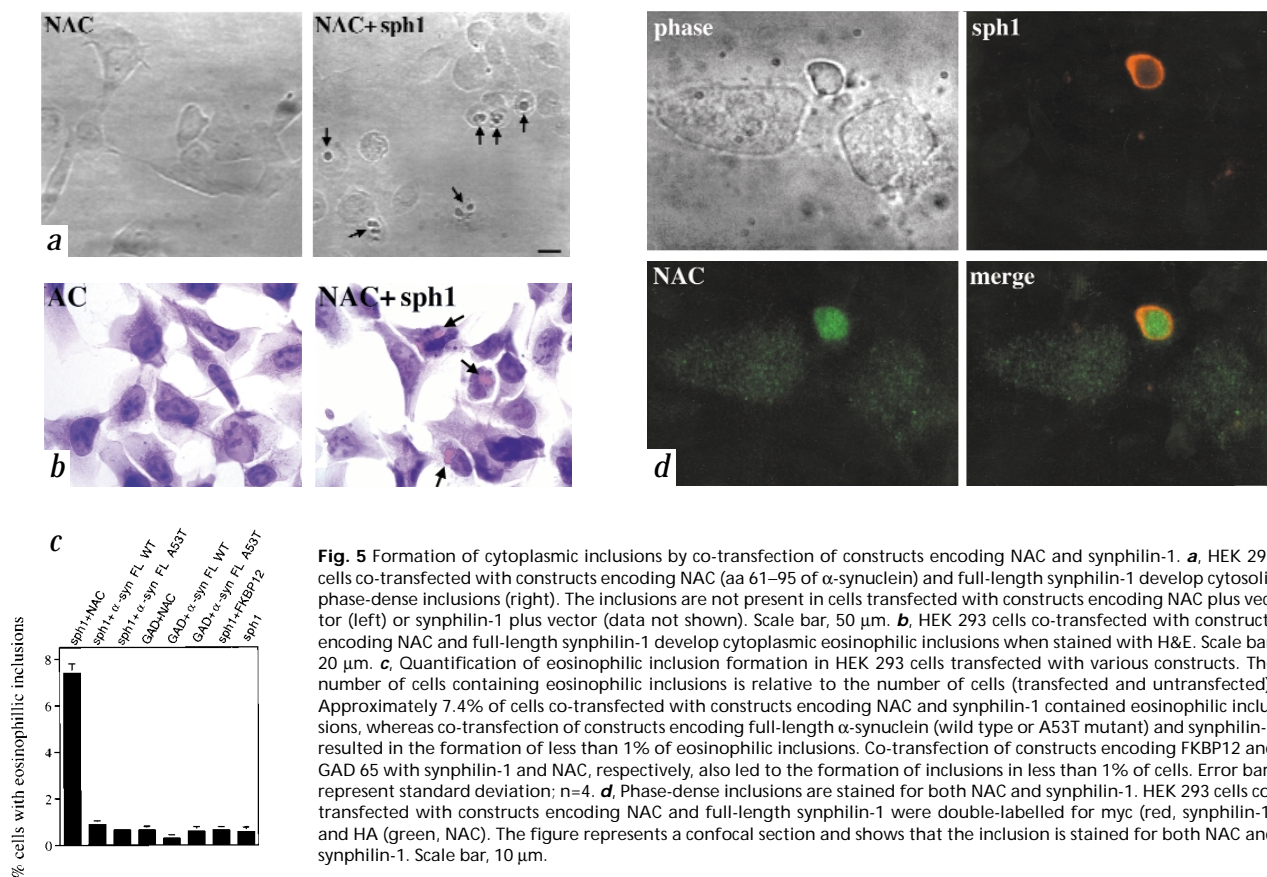 NAC
NAC+ sph1
a
AC
NAC+ sph1
b
phase
sph1
NAC
merge
d
c
sph1+NAC
sph1+α-syn FL WT
sph1+α-syn FL A53T
GAD+NAC
GAD+α-syn FL WT
GAD+α-syn FL A53T
sph1+FKBP12
sph1
% cells with eosinophillic inclusions
8
6
4
2
0
Fig. 5 Formation of cytoplasmic inclusions by co-transfection of constructs encoding NAC and synphilin-1. a, HEK 29
cells co-transfected with constructs encoding NAC (aa 61–95 of α-synuclein) and full-length synphilin-1 develop cytosoli
phase-dense inclusions (right). The inclusions are not present in cells transfected with constructs encoding NAC plus vec
tor (left) or synphilin-1 plus vector (data not shown). Scale bar, 50 μm. b, HEK 293 cells co-transfected with construct
encoding NAC and full-length synphilin-1 develop cytoplasmic eosinophilic inclusions when stained with H&E. Scale bar
20 μm. c, Quantification of eosinophilic inclusion formation in HEK 293 cells transfected with various constructs. Th
number of cells containing eosinophilic inclusions is relative to the number of cells (transfected and untransfected)
Approximately 7.4% of cells co-transfected with constructs encoding NAC and synphilin-1 contained eosinophilic inclu
sions, whereas co-transfection of constructs encoding full-length α-synuclein (wild type or A53T mutant) and synphilin-
resulted in the formation of less than 1% of eosinophilic inclusions. Co-transfection of constructs encoding FKBP12 and
GAD 65 with synphilin-1 and NAC, respectively, also led to the formation of inclusions in less than 1% of cells. Error bar
represent standard deviation; n=4. d, Phase-dense inclusions are stained for both NAC and synphilin-1. HEK 293 cells co
transfected with constructs encoding NAC and full-length synphilin-1 were double-labelled for myc (red, synphilin-1
and HA (green, NAC). The figure represents a confocal section and shows that the inclusion is stained for both NAC and
synphilin-1. Scale bar, 10 μm.